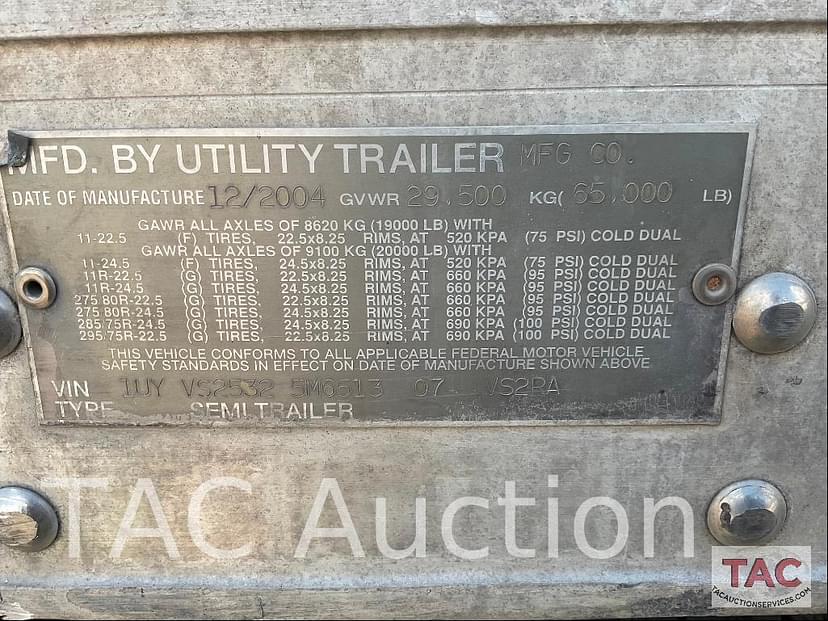 MFD. BY UTILITY TRAILER MFG CO.
DATE OF MANUFACTURE 12/2004 GVWR 29,500 KG( 65,000 LB)
GAWR ALL AXLES OF 8620 KG (19000 LB) WITH
11-22.5 (F) TIRES, 22.5x8.25 RIMS, AT 520 KPA (75 PSI) COLD DUAL
GAWR ALL AXLES OF 9100 KG (20000 LB) WITH
11-24.5 (F) TIRES, 24.5x8.25 RIMS, AT 520 KPA (75 PSI) COLD DUAL
11R-22.5 (G) TIRES, 22.5x8.25 RIMS, AT 660 KPA (95 PSI) COLD DUAL
11R-24.5 (G) TIRES, 24.5x8.25 RIMS, AT 660 KPA (95 PSI) COLD DUAL
275 80R-22.5 (G) TIRES, 22.5x8.25 RIMS, AT 660 KPA (95 PSI) COLD DUAL
275 80R-24.5 (G) TIRES, 24.5x8.25 RIMS, AT 660 KPA (95 PSI) COLD DUAL
285/75R-24.5 (G) TIRES, 24.5x8.25 RIMS, AT 690 KPA (100 PSI) COLD DUAL
295/75R-22.5 (G) TIRES, 22.5x8.25 RIMS, AT 690 KPA (100 PSI) COLD DUAL
THIS VEHICLE CONFORMS TO ALL APPLICABLE FEDERAL MOTOR VEHICLE
SAFETY STANDARDS IN EFFECT ON DATE OF MANUFACTURE SHOWN ABOVE
VIN 1UY VS2532 5M6513 07 VS2RA
TYPE SEMITRAILER
TAC Auction
TAC
TACAUCTIONSERVICES.COM